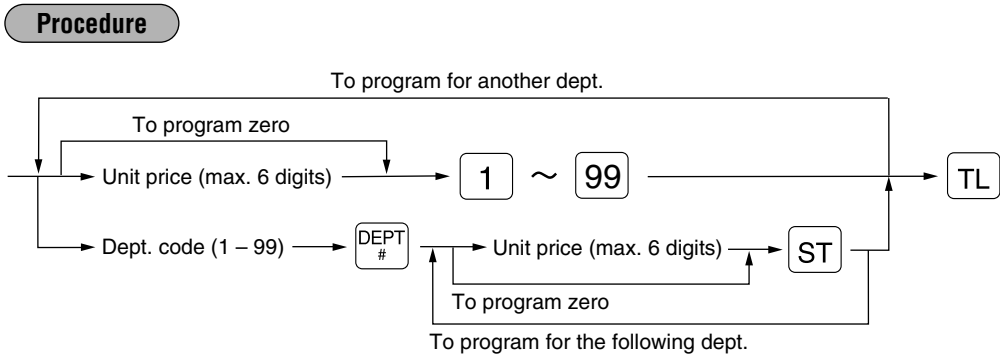 Procedure
To program for another dept.
To program zero
Unit price (max. 6 digits) 1 ~ 99 TL
Dept. code (1 – 99) DEPT # Unit price (max. 6 digits) ST
To program zero
To program for the following dept.